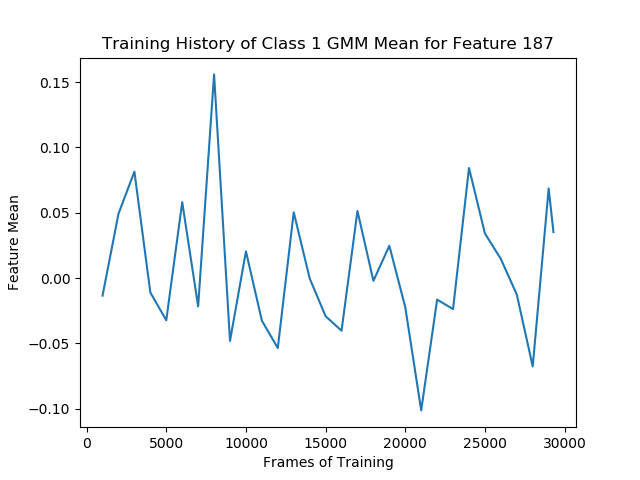 Training History of Class 1 GMM Mean for Feature 187
0.15
0.10
0.05
0.00
−0.05
−0.10
Feature Mean
0 5000 10000 15000 20000 25000 30000
Frames of Training